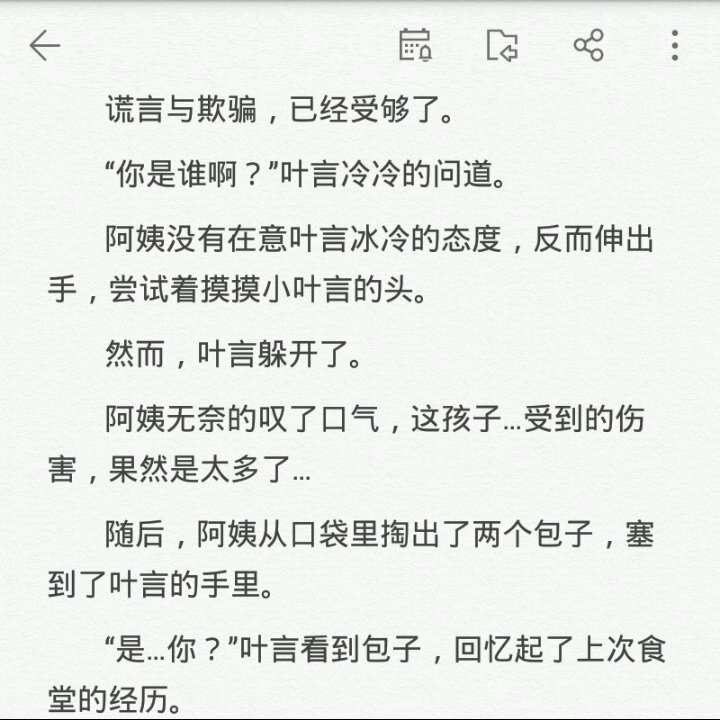 谎言与欺骗，已经受够了。
“你是谁啊？”叶言冷冷的问道。
阿姨没有在意叶言冰冷的态度，反而伸出
手，尝试着摸摸小叶言的头。
然而，叶言躲开了。
阿姨无奈的叹了口气，这孩子...受到的伤
害，果然是太多了...
随后，阿姨从口袋里掏出了两个包子，塞
到了叶言的手里。
“是...你？”叶言看到包子，回忆起了上次食
堂的经历。